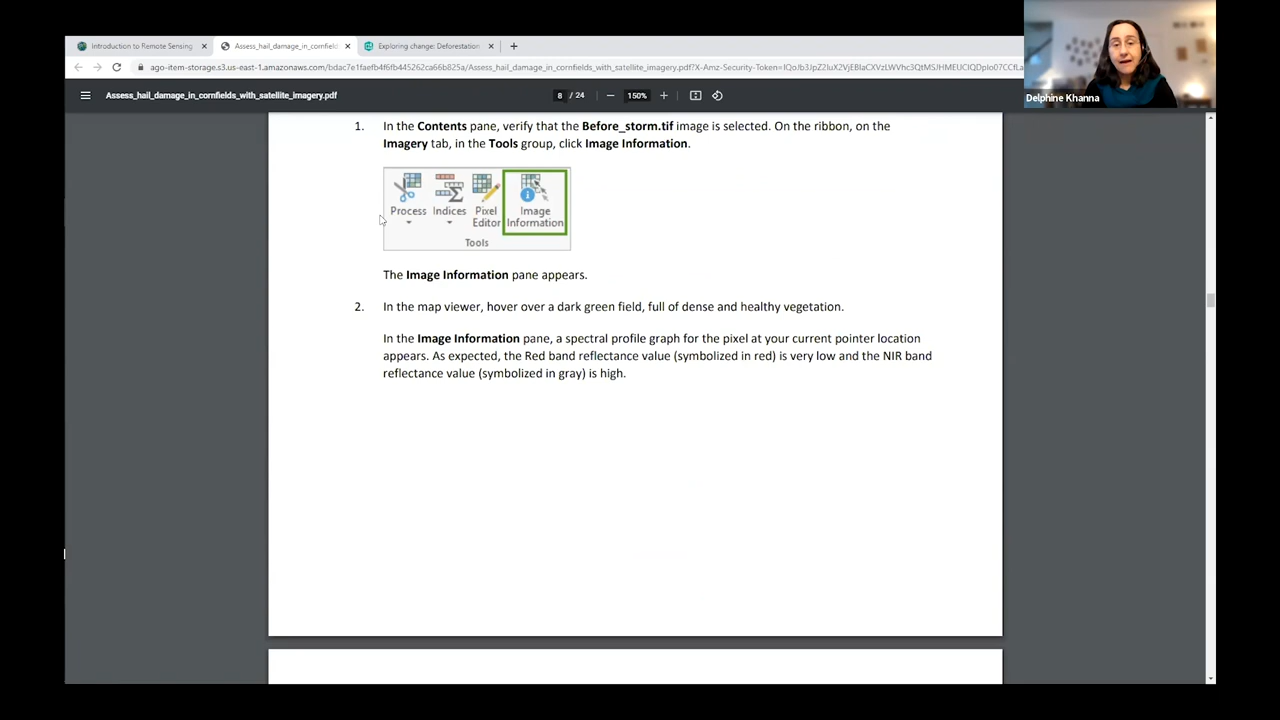 Introduction to Remote Sensing
Assess_hail_damage_in_cornfield
Exploring change: Deforestation
Delphine Khanna
Assess_hail_damage_in_cornfields_with_satellite_imagery.pdf
8 / 24
150%
1. In the Contents pane, verify that the Before_storm.tif image is selected. On the ribbon, on the
Imagery tab, in the Tools group, click Image Information.
Process Indices Pixel Editor Image Information
Tools
The Image Information pane appears.
2. In the map viewer, hover over a dark green field, full of dense and healthy vegetation.
In the Image Information pane, a spectral profile graph for the pixel at your current pointer location
appears. As expected, the Red band reflectance value (symbolized in red) is very low and the NIR band
reflectance value (symbolized in gray) is high.